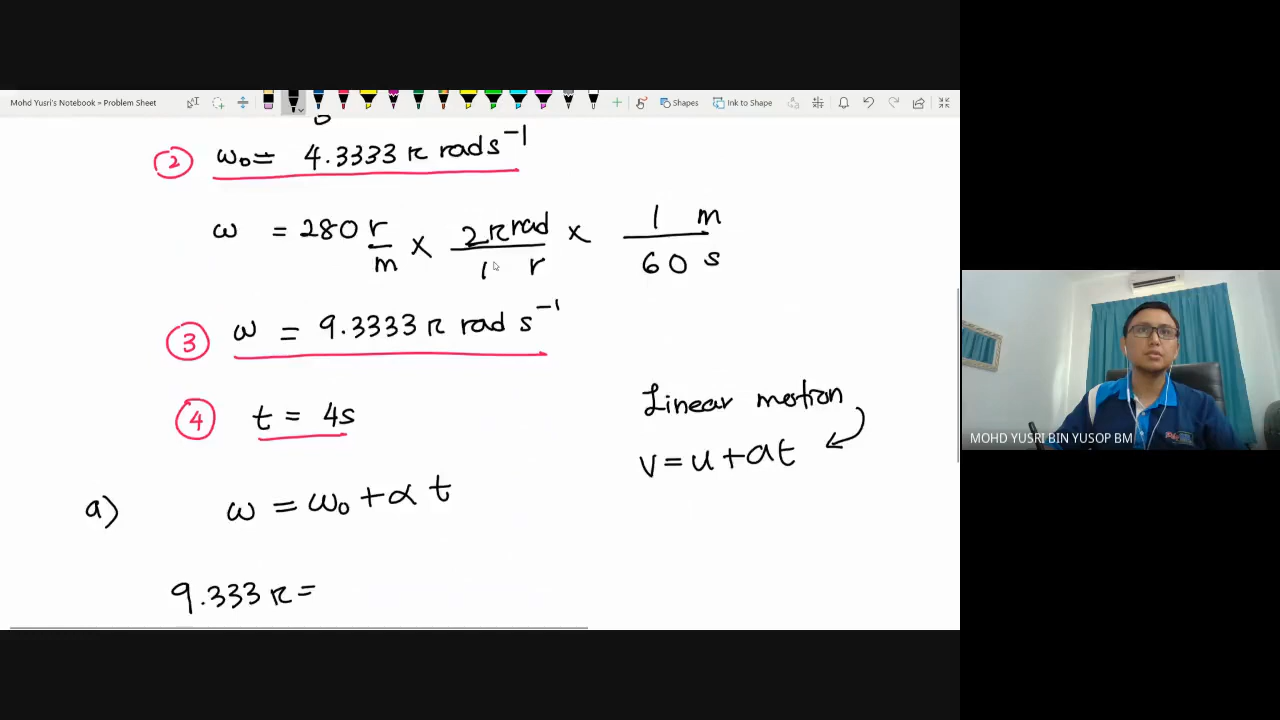 Mohd Yusri's Notebook » Problem Sheet
Shapes
Ink to Shape
② ω₀ = 4.3333 π rad s⁻¹
ω = 280 r/m × 2π rad / 1 r × 1 m / 60 s
③ ω = 9.3333 π rad s⁻¹
④ t = 4s
Linear motion
v = u + at
a) ω = ω₀ + α t
9.333 π =
MOHD YUSRI BIN YUSOP BM